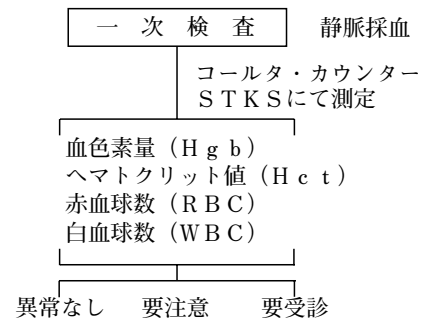 一次検査 静脈採血
コールタ・カウンター
ＳＴＫＳにて測定
血色素量（Ｈｇｂ）
ヘマトクリット値（Ｈｃｔ）
赤血球数（ＲＢＣ）
白血球数（ＷＢＣ）
異常なし 要注意 要受診